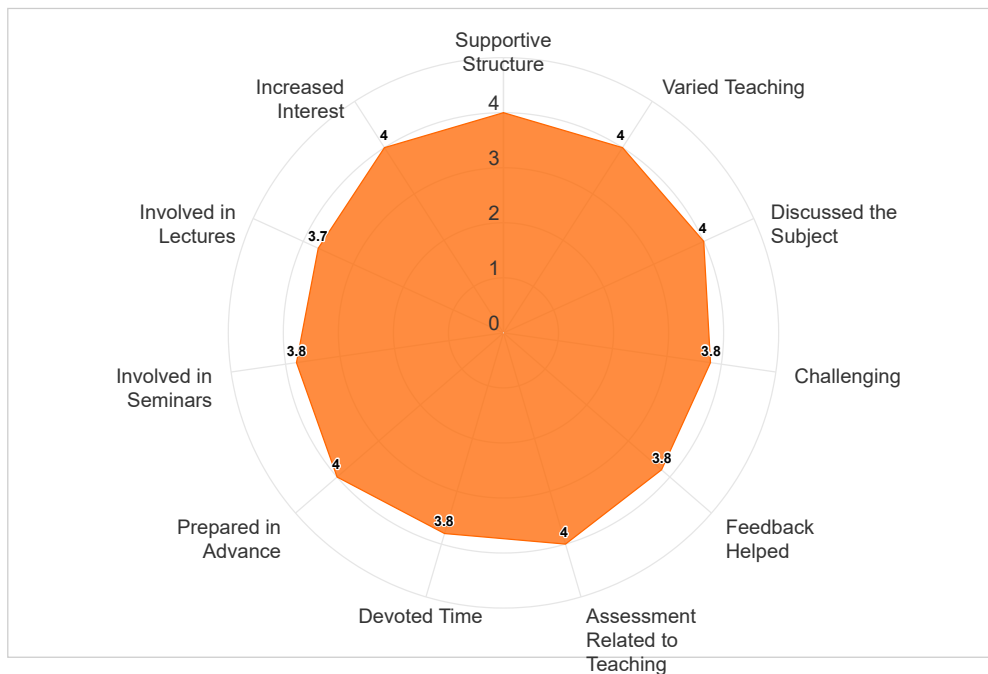 Supportive
Structure
Varied Teaching
Discussed the
Subject
Challenging
Feedback
Helped
Assessment
Related to
Teaching
Devoted Time
Prepared in
Advance
Involved in
Seminars
Involved in
Lectures
Increased
Interest
4
3
2
1
0
4
4
3.8
3.8
4
3.8
4
3.8
3.7
4